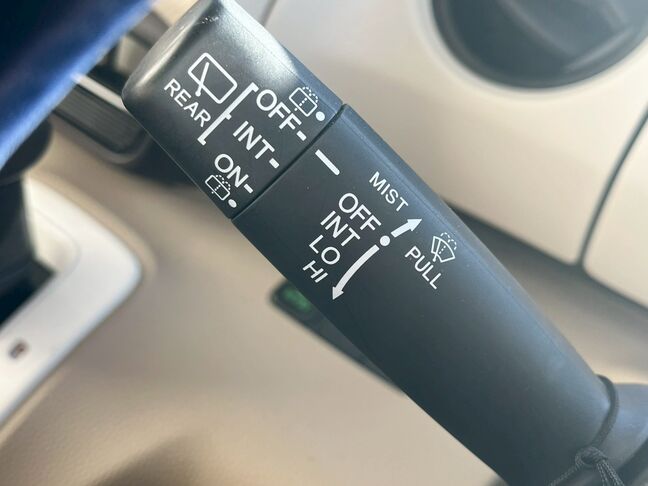 REAR
OFF-
INT-
ON-
MIST
OFF
INT
LO
HI
PULL